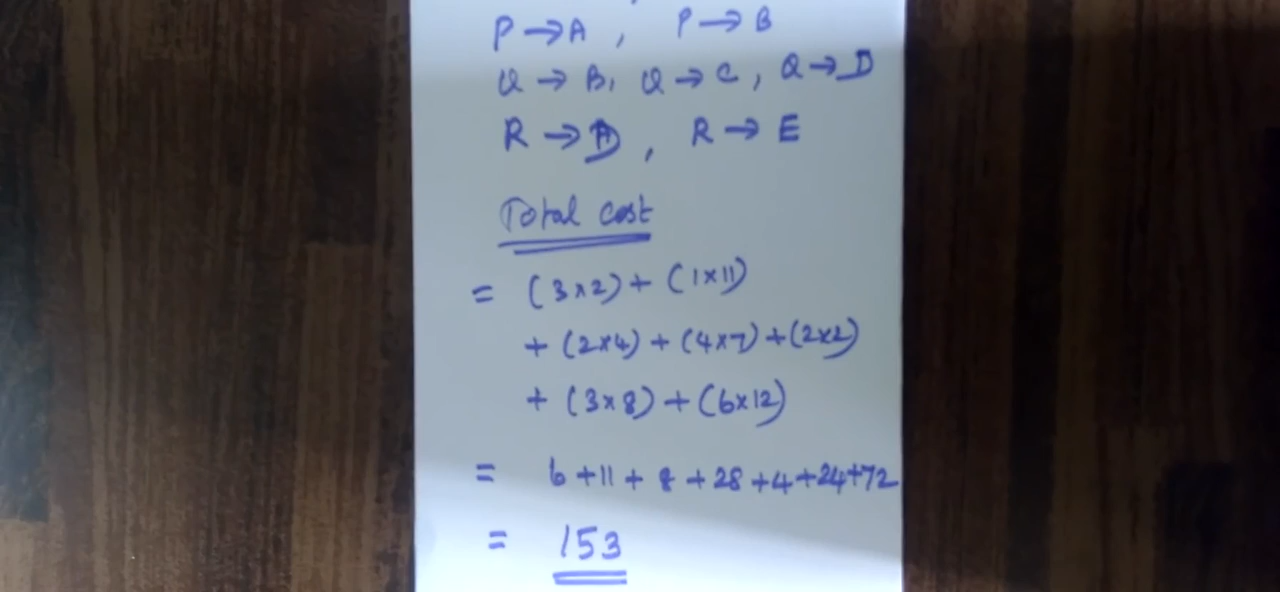 P → A , P → B
Q → B, Q → C , Q → D
R → D , R → E
Total cost
= (3×2) + (1×11)
+ (2×4) + (4×7) + (2×2)
+ (3×8) + (6×12)
= 6 + 11 + 8 + 28 + 4 + 24 + 72
= 153